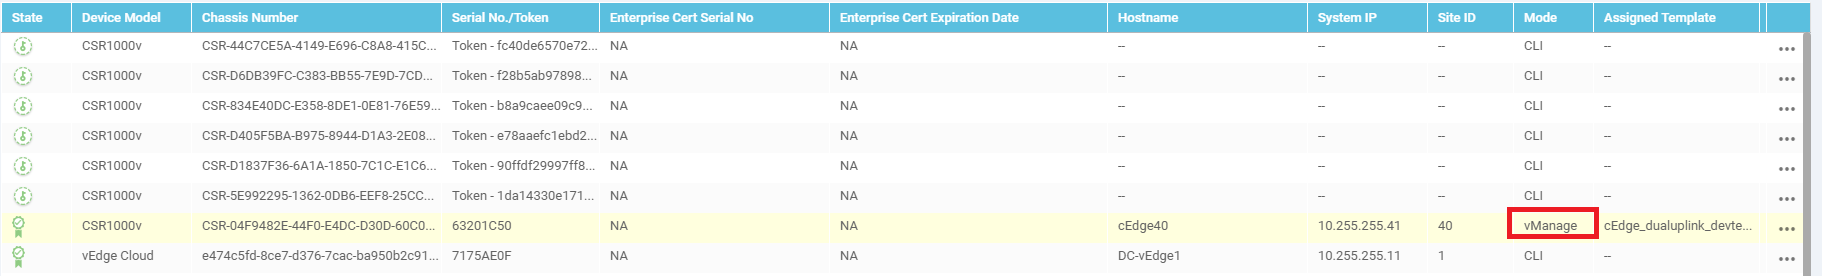 State Device Model Chassis Number Serial No./Token Enterprise Cert Serial No Enterprise Cert Expiration Date Hostname System IP Site ID Mode Assigned Template
CSR1000v CSR-44C7CE5A-4149-E696-C8A8-415C... Token - fc40de6570e72... NA NA -- -- -- CLI -- •••
CSR1000v CSR-D6DB39FC-C383-BB55-7E9D-7CD... Token - f28b5ab97898... NA NA -- -- -- CLI -- •••
CSR1000v CSR-834E40DC-E358-8DE1-0E81-76E59... Token - b8a9caee09c9... NA NA -- -- -- CLI -- •••
CSR1000v CSR-D405F5BA-B975-8944-D1A3-2E08... Token - e78aaefc1ebd2... NA NA -- -- -- CLI -- •••
CSR1000v CSR-D1837F36-6A1A-1850-7C1C-E1C6... Token - 90ffdf29997ff8... NA NA -- -- -- CLI -- •••
CSR1000v CSR-5E992295-1362-0DB6-EEF8-25CC... Token - 1da14330e171... NA NA -- -- -- CLI -- •••
CSR1000v CSR-04F9482E-44F0-E4DC-D30D-60C0... 63201C50 NA NA cEdge40 10.255.255.41 40 vManage cEdge_dualuplink_devte... •••
vEdge Cloud e474c5fd-8ce7-d376-7cac-ba950b2c91... 7175AE0F NA NA DC-vEdge1 10.255.255.11 1 CLI -- •••